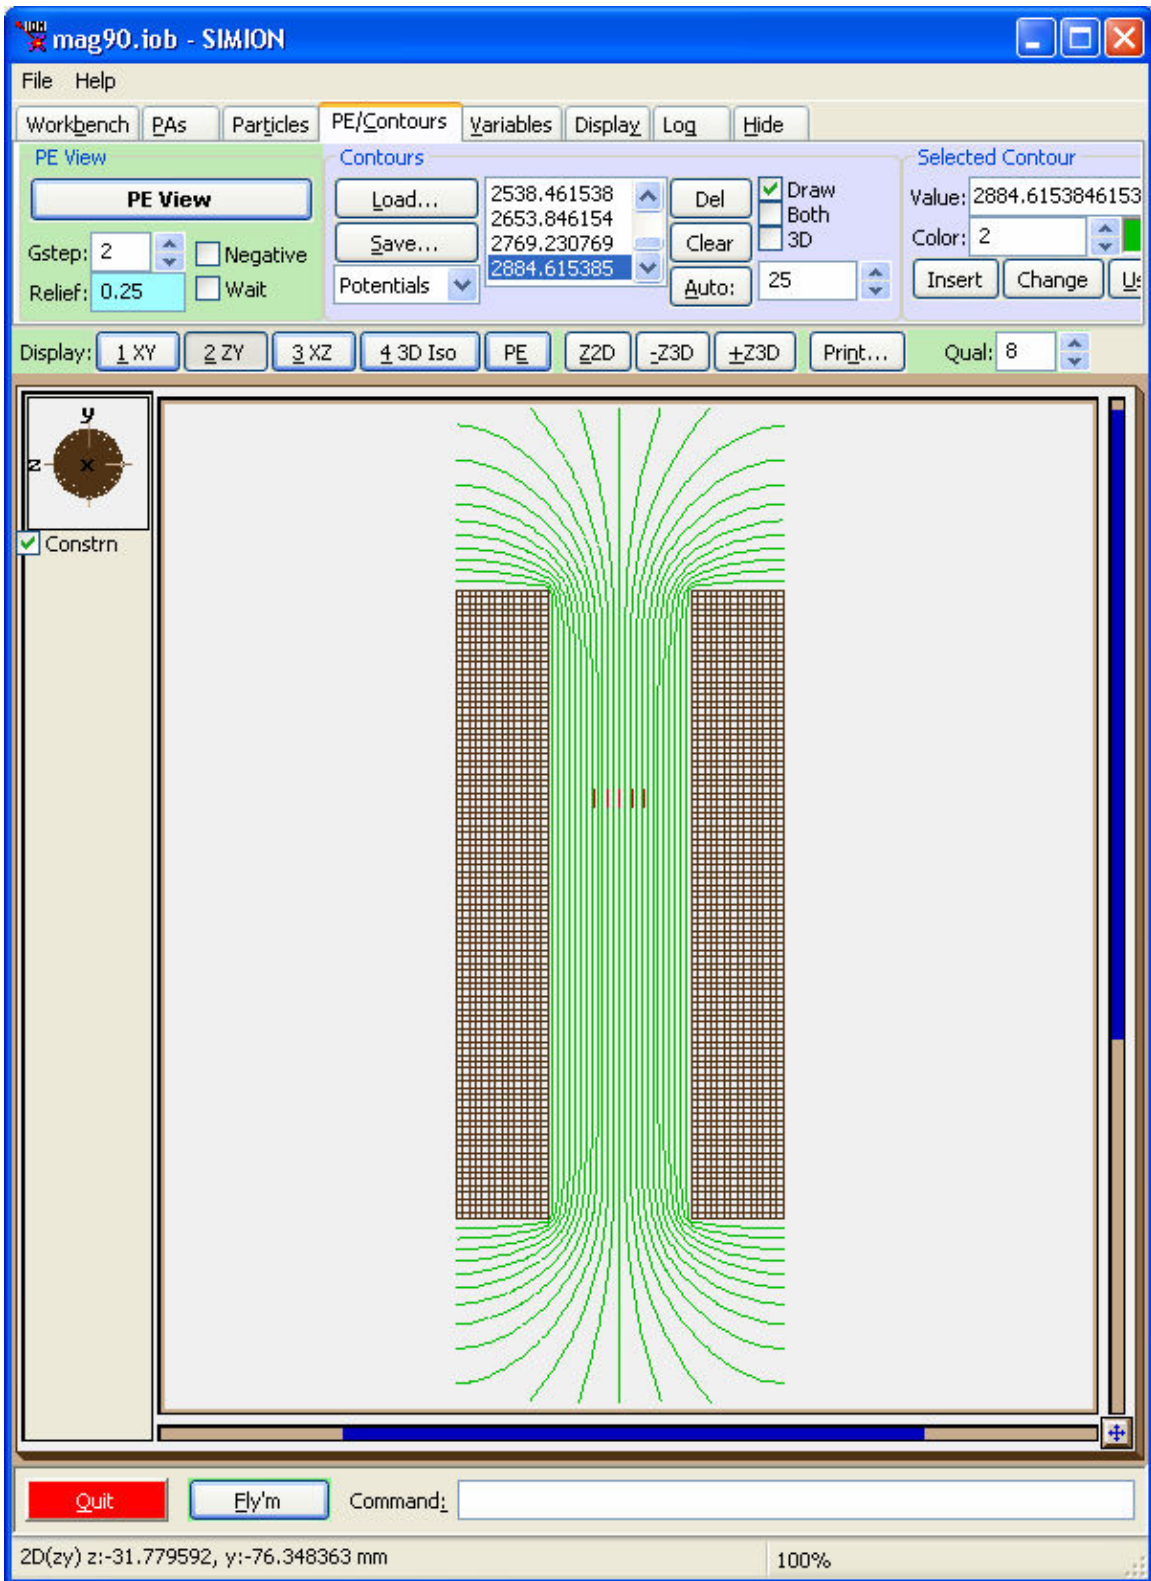 mag90.iob - SIMION
File Help
Workbench PAs Particles PE/Contours Variables Display Log Hide
PE View Contours Selected Contour
PE View Load... 2538.461538 Del Draw Value: 2884.6153846153
2653.846154 Both
Gstep: 2 Negative Save... 2769.230769 Clear 3D Color: 2
Relief: 0.25 Wait Potentials 2884.615385 Auto: 25 Insert Change
Display: 1 XY 2 ZY 3 XZ 4 3D Iso PE Z2D -Z3D +Z3D Print... Qual: 8
y
z x
Constrn
Quit Fly'm Command:
2D(zy) z:-31.779592, y:-76.348363 mm 100%